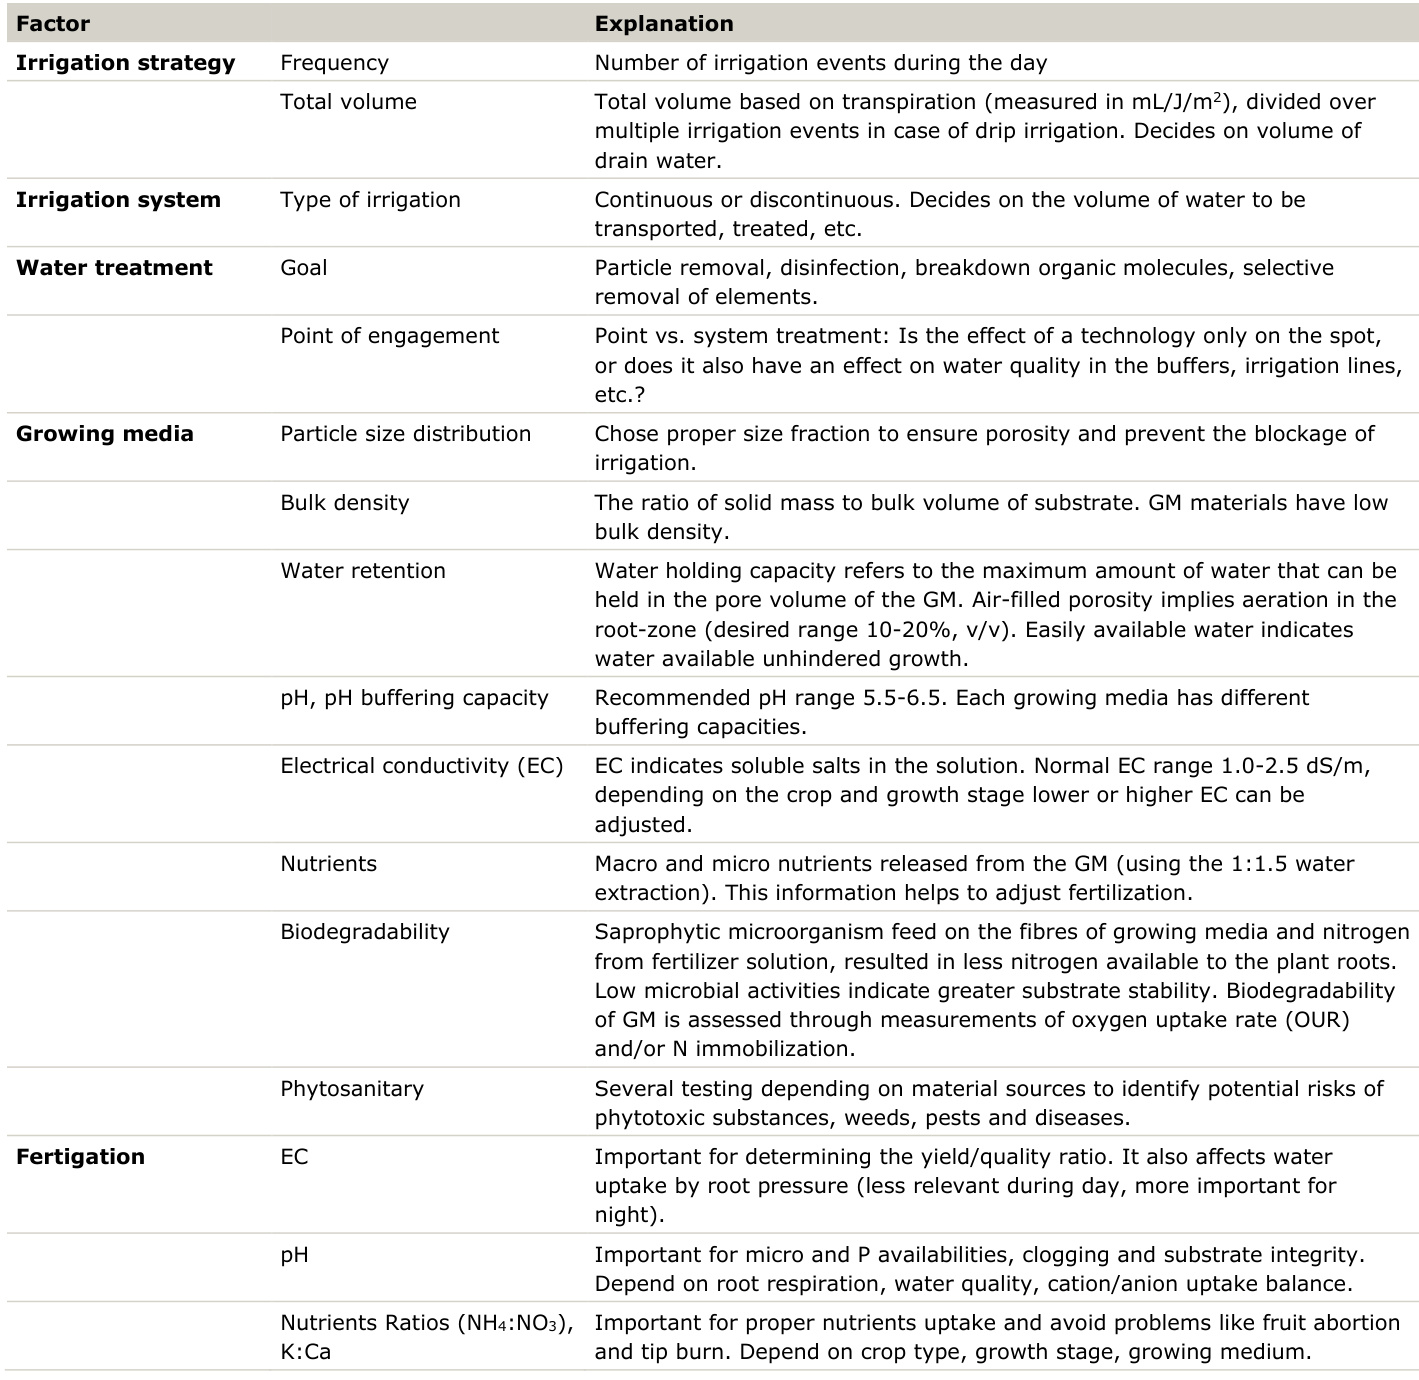 Factor Explanation
Irrigation strategy Frequency Number of irrigation events during the day
Total volume Total volume based on transpiration (measured in mL/J/m²), divided over
multiple irrigation events in case of drip irrigation. Decides on volume of
drain water.
Irrigation system Type of irrigation Continuous or discontinuous. Decides on the volume of water to be
transported, treated, etc.
Water treatment Goal Particle removal, disinfection, breakdown organic molecules, selective
removal of elements.
Point of engagement Point vs. system treatment: Is the effect of a technology only on the spot,
or does it also have an effect on water quality in the buffers, irrigation lines,
etc.?
Growing media Particle size distribution Chose proper size fraction to ensure porosity and prevent the blockage of
irrigation.
Bulk density The ratio of solid mass to bulk volume of substrate. GM materials have low
bulk density.
Water retention Water holding capacity refers to the maximum amount of water that can be
held in the pore volume of the GM. Air-filled porosity implies aeration in the
root-zone (desired range 10-20%, v/v). Easily available water indicates
water available unhindered growth.
pH, pH buffering capacity Recommended pH range 5.5-6.5. Each growing media has different
buffering capacities.
Electrical conductivity (EC) EC indicates soluble salts in the solution. Normal EC range 1.0-2.5 dS/m,
depending on the crop and growth stage lower or higher EC can be
adjusted.
Nutrients Macro and micro nutrients released from the GM (using the 1:1.5 water
extraction). This information helps to adjust fertilization.
Biodegradability Saprophytic microorganism feed on the fibres of growing media and nitrogen
from fertilizer solution, resulted in less nitrogen available to the plant roots.
Low microbial activities indicate greater substrate stability. Biodegradability
of GM is assessed through measurements of oxygen uptake rate (OUR)
and/or N immobilization.
Phytosanitary Several testing depending on material sources to identify potential risks of
phytotoxic substances, weeds, pests and diseases.
Fertigation EC Important for determining the yield/quality ratio. It also affects water
uptake by root pressure (less relevant during day, more important for
night).
pH Important for micro and P availabilities, clogging and substrate integrity.
Depend on root respiration, water quality, cation/anion uptake balance.
Nutrients Ratios (NH₄:NO₃), Important for proper nutrients uptake and avoid problems like fruit abortion
K:Ca and tip burn. Depend on crop type, growth stage, growing medium.